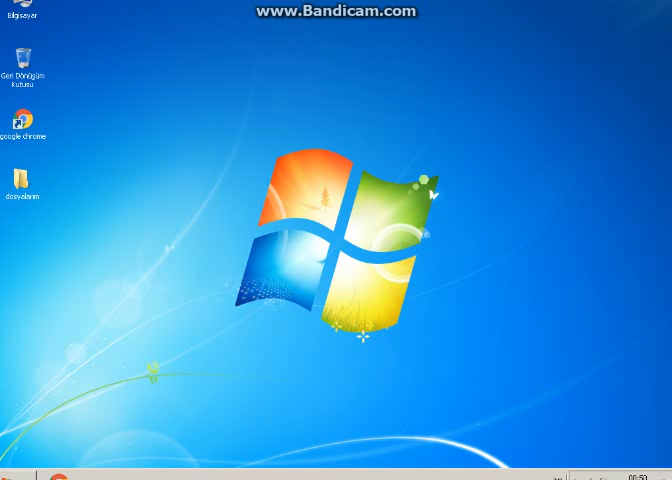 www.Bandicam.com
Bilgisayar
Geri Dönüşüm
Kutusu
google chrome
dosyalarım
00:50